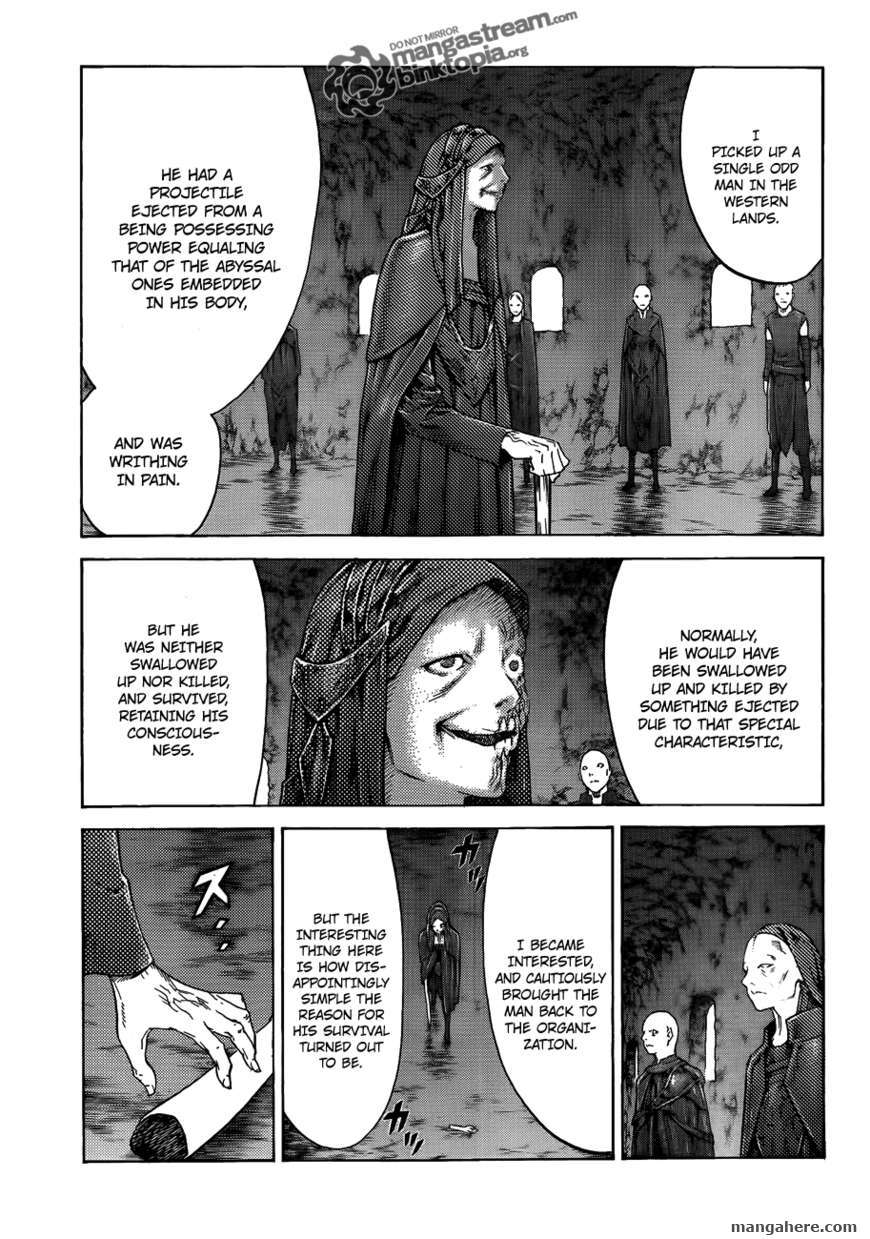 DO NOT MIRROR
mangastream.com
binktopia.org
I
PICKED UP A
SINGLE ODD
MAN IN THE
WESTERN
LANDS.
HE HAD A
PROJECTILE
EJECTED FROM A
BEING POSSESSING
POWER EQUALING
THAT OF THE ABYSSAL
ONES EMBEDDED
IN HIS BODY,
AND WAS
WRITHING
IN PAIN.
NORMALLY,
HE WOULD HAVE
BEEN SWALLOWED
UP AND KILLED BY
SOMETHING EJECTED
DUE TO THAT SPECIAL
CHARACTERISTIC,
BUT HE
WAS NEITHER
SWALLOWED
UP NOR KILLED,
AND SURVIVED,
RETAINING HIS
CONSCIOUS-
NESS.
I BECAME
INTERESTED,
AND CAUTIOUSLY
BROUGHT THE
MAN BACK TO
THE ORGANI-
ZATION.
カ
カッ
BUT THE
INTERESTING
THING HERE
IS HOW DIS-
APPOINTINGLY
SIMPLE THE
REASON FOR
HIS SURVIVAL
TURNED OUT
TO BE.
ス…
mangahere.com